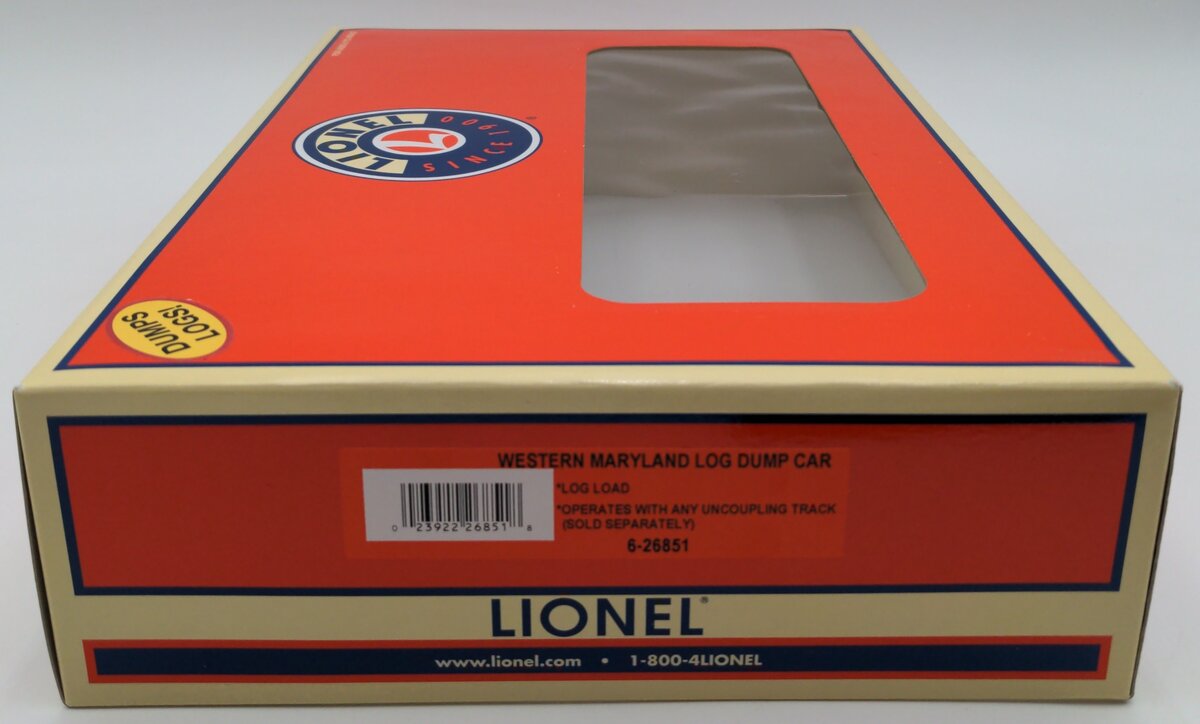 LIONEL
SINCE 1900
®
DUMPS
LOGS!
WESTERN MARYLAND LOG DUMP CAR
*LOG LOAD
*OPERATES WITH ANY UNCOUPLING TRACK
(SOLD SEPARATELY)
6-26851
0 23922 26851 8
LIONEL®
www.lionel.com • 1-800-4LIONEL